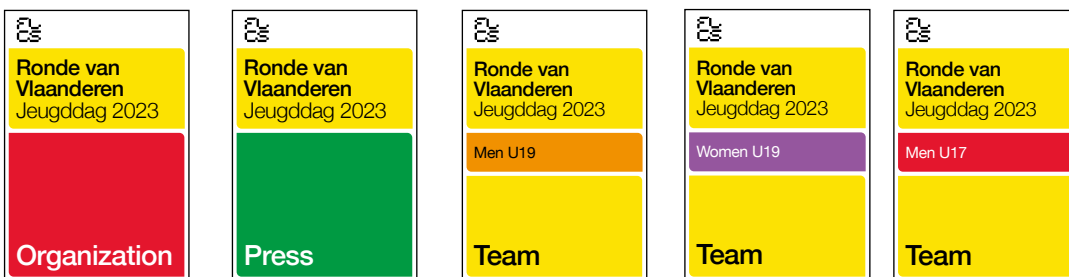 Ronde van
Vlaanderen
Jeugddag 2023
Organization
Ronde van
Vlaanderen
Jeugddag 2023
Press
Ronde van
Vlaanderen
Jeugddag 2023
Men U19
Team
Ronde van
Vlaanderen
Jeugddag 2023
Women U19
Team
Ronde van
Vlaanderen
Jeugddag 2023
Men U17
Team